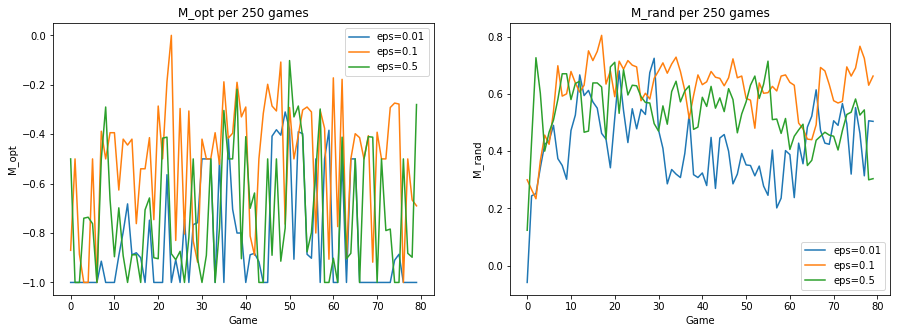 M_opt per 250 games
M_opt
0.0
−0.2
−0.4
−0.6
−0.8
−1.0
0 10 20 30 40 50 60 70 80
Game
eps=0.01
eps=0.1
eps=0.5
M_rand per 250 games
M_rand
0.8
0.6
0.4
0.2
0.0
0 10 20 30 40 50 60 70 80
Game
eps=0.01
eps=0.1
eps=0.5